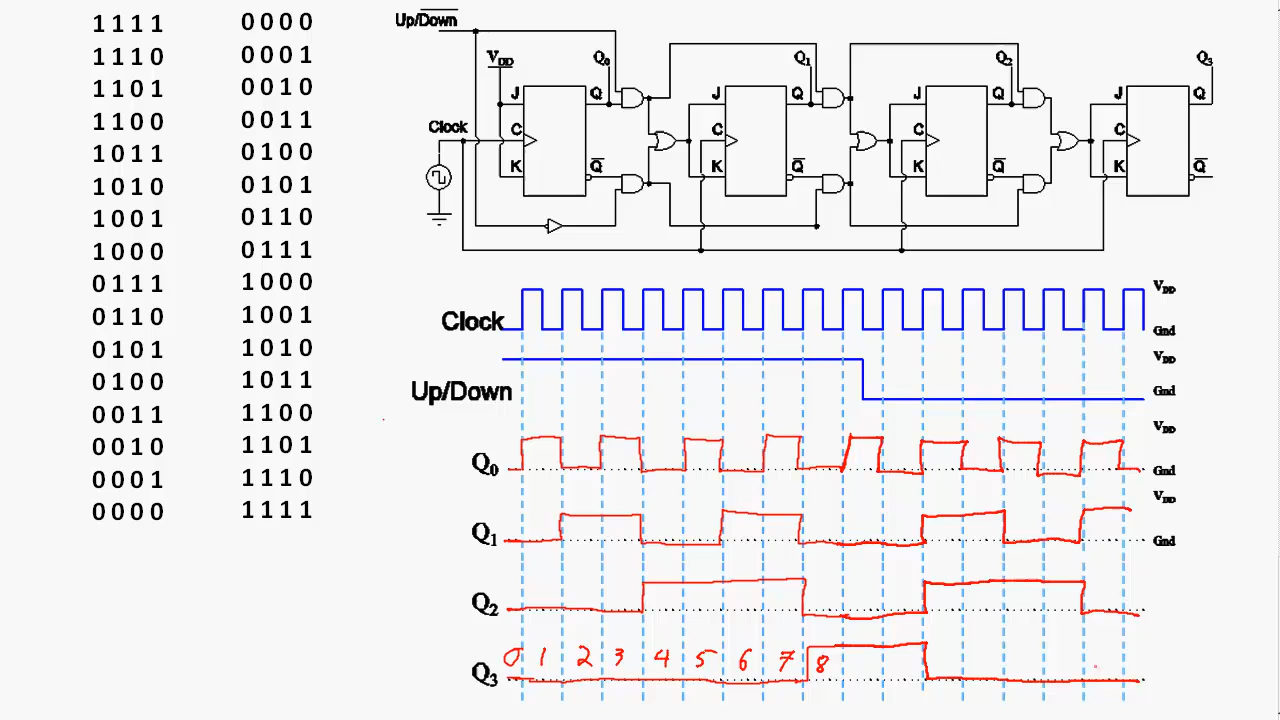 1111 0000
1110 0001
1101 0010
1100 0011
1011 0100
1010 0101
1001 0110
1000 0111
0111 1000
0110 1001
0101 1010
0100 1011
0011 1100
0010 1101
0001 1110
0000 1111
Up/Down
VDD Q0 Q1 Q2 Q3
J Q J Q J Q J Q
Clock C C C C
K Q K Q K Q K Q
VDD
Clock
Gnd
VDD
Up/Down
Gnd
VDD
Q0
Gnd
VDD
Q1
Gnd
Q2
0 1 2 3 4 5 6 7 8
Q3